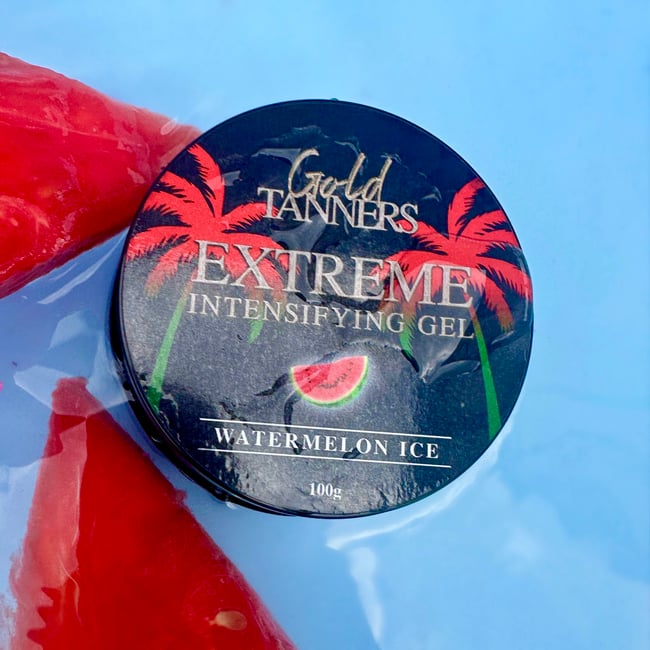 Gold
TANNERS
EXTREME
INTENSIFYING GEL
WATERMELON ICE
100g